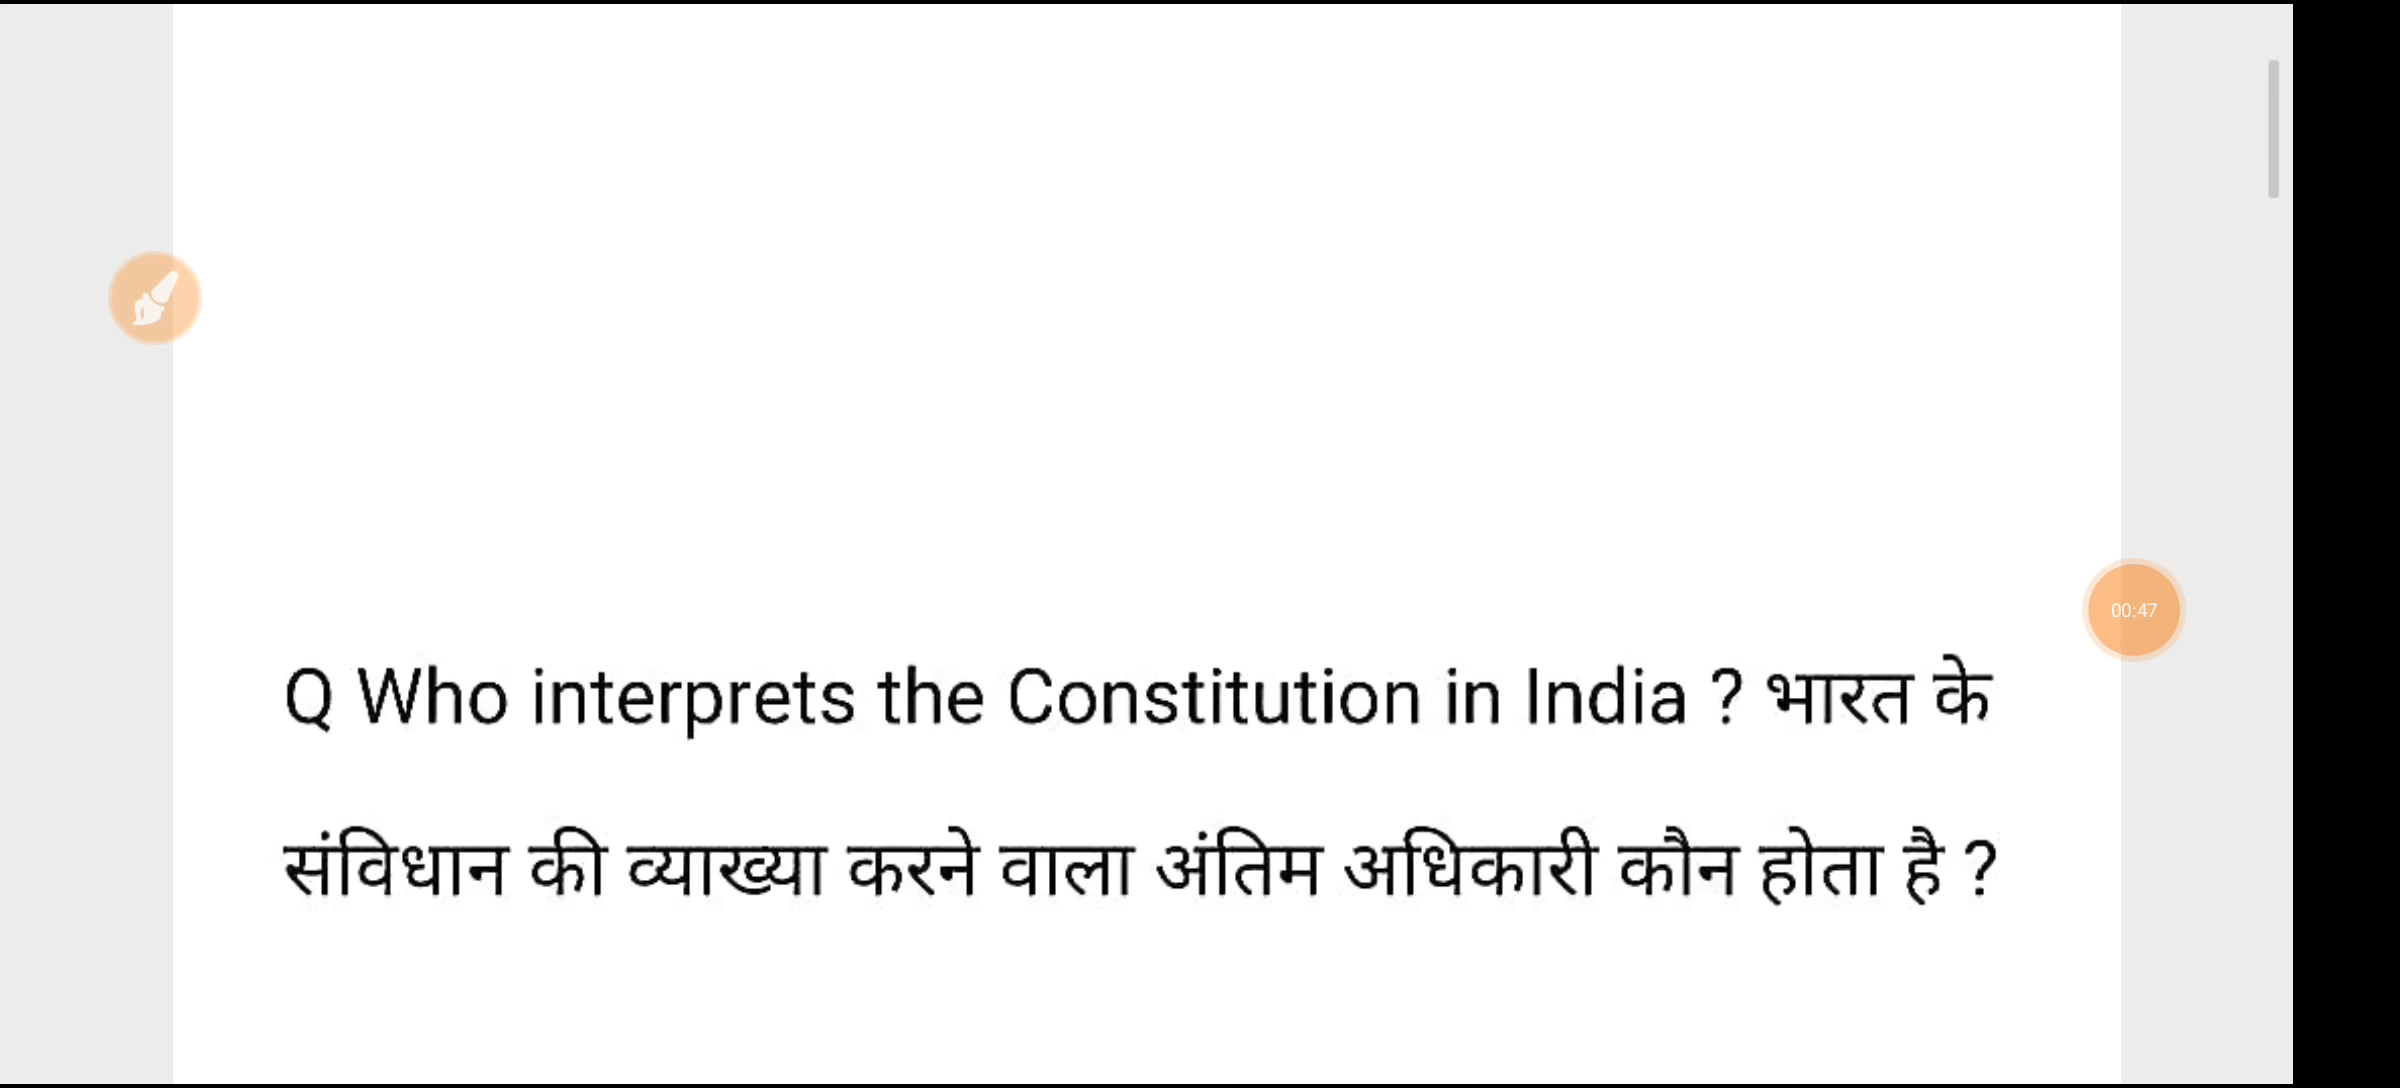 00:47
Q Who interprets the Constitution in India ? भारत के
संविधान की व्याख्या करने वाला अंतिम अधिकारी कौन होता है ?